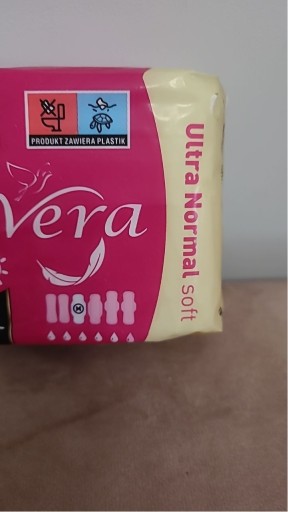 PRODUKT ZAWIERA PLASTIK
Vera
Ultra Normal soft